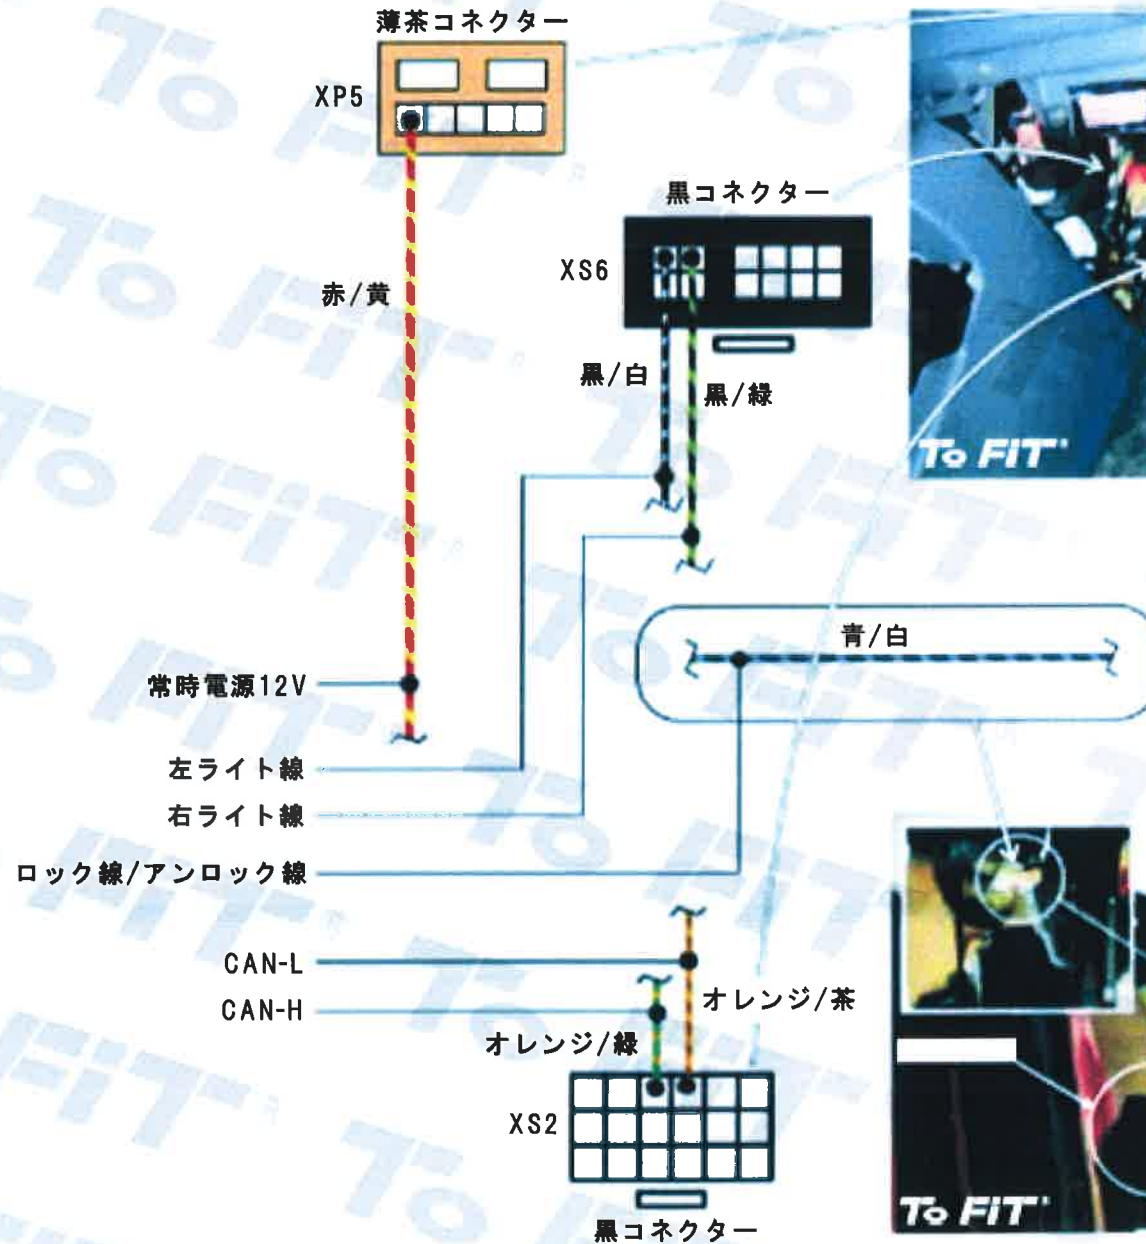 薄茶コネクター
XP5
黒コネクター
XS6
赤/黄
黒/白
黒/緑
To FiT
青/白
常時電源12V
左ライト線
右ライト線
ロック線/アンロック線
CAN-L
CAN-H
オレンジ/茶
オレンジ/緑
XS2
To FiT
黒コネクター